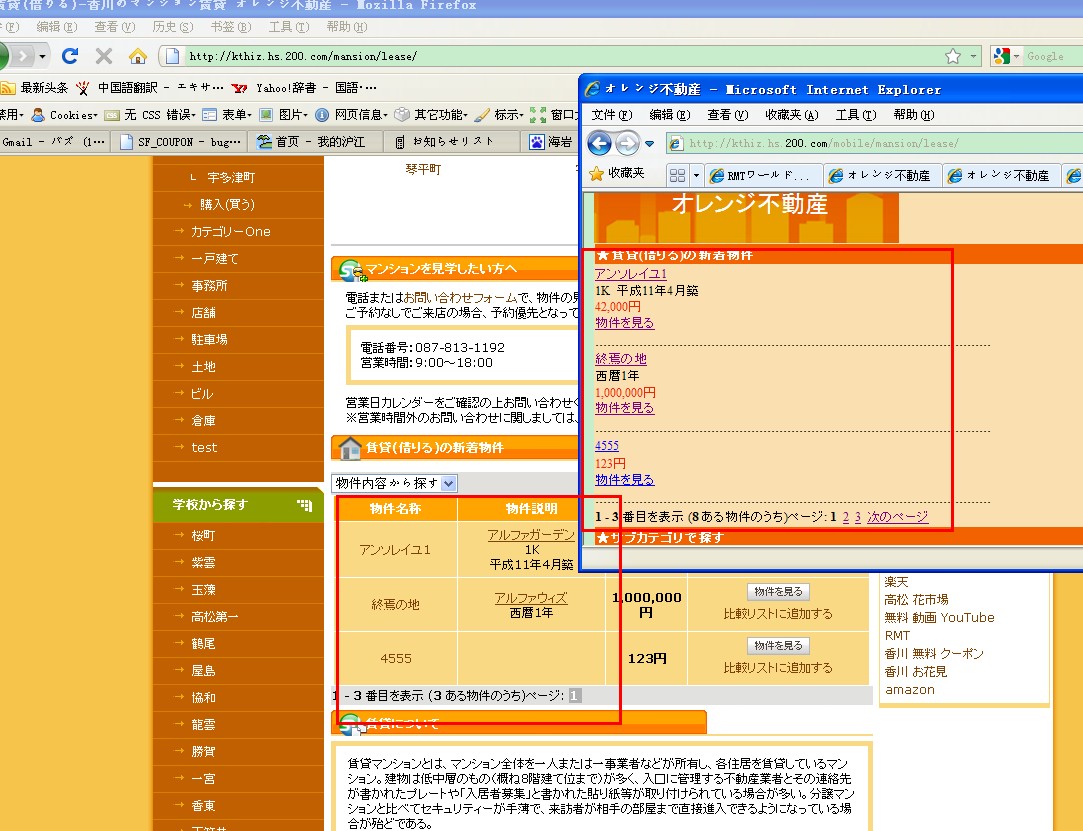 賃貸(借りる)-香川のマンション賃貸 オレンジ不動産 - Mozilla Firefox
(F) 编辑(E) 查看(V) 历史(S) 书签(B) 工具(T) 帮助(H)
http://kthiz.hs.200.com/mansion/lease/
Google
最新头条 中国語翻訳 - エキサ… Yahoo!辞書 - 国語・…
禁用・ Cookies・ 无 CSS 错误・ 表单・ 图片・ 网页信息・ 其它功能・ 标示・ 窗口
Gmail - バズ (1… SF_COUPON - bug… 首页 - 我的沪江 お知らせリスト 海岩
宇多津町
購入(買う)
カテゴリーOne
一戸建て
事務所
店舗
駐車場
土地
ビル
倉庫
test
学校から探す
桜町
紫雲
玉藻
高松第一
鶴尾
屋島
協和
龍雲
勝賀
一宮
香東
琴平町
マンションを見学したい方へ
電話またはお問い合わせフォームで、物件の見
ご予約なしでご来店の場合、予約優先となって
電話番号：087-813-1192
営業時間：9:00～18:00
営業日カレンダーをご確認の上お問い合わせく
※営業時間外のお問い合わせに関しましては、
賃貸(借りる)の新着物件
物件内容から探す
物件名称 物件説明
アンソレイユ1 アルファガーデン
1K
平成11年4月築
終焉の地 アルファウィズ
西暦1年 1,000,000
円 物件を見る
比較リストに追加する
4555 123円 物件を見る
比較リストに追加する
1 - 3 番目を表示 (3 ある物件のうち)ページ: 1
賃貸について
賃貸マンションとは、マンション全体を一人または一事業者などが所有し、各住居を賃貸しているマン
ション。建物は低中層のもの(概ね8階建て位まで)が多く、入口に管理する不動産業者とその連絡先
が書かれたプレートや「入居者募集」と書かれた貼り紙等が取り付けられている場合が多い。分譲マン
ションと比べてセキュリティーが手薄で、来訪者が相手の部屋まで直接進入できるようになっている場
合が殆どである。
オレンジ不動産 - Microsoft Internet Explorer
文件(F) 编辑(E) 查看(V) 收藏夹(A) 工具(T) 帮助(H)
http://kthiz.hs.200.com/mobile/mansion/lease/
收藏夹 RMTワールド... オレンジ不動産 オレンジ不動産
オレンジ不動産
★賃貸(借りる)の新着物件
アンソレイユ1
1K 平成11年4月築
42,000円
物件を見る
終焉の地
西暦1年
1,000,000円
物件を見る
4555
123円
物件を見る
1 - 3 番目を表示 (8 ある物件のうち)ページ: 1 2 3 次のページ
★サブカテゴリで探す
楽天
高松 花市場
無料 動画 YouTube
RMT
香川 無料 クーポン
香川 お花見
amazon